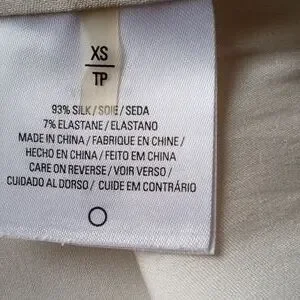 XS
TP
93% SILK / SOIE / SEDA
7% ELASTANE / ELASTANO
MADE IN CHINA / FABRIQUE EN CHINE /
HECHO EN CHINA / FEITO EM CHINA
CARE ON REVERSE / VOIR VERSO /
CUIDADO AL DORSO / CUIDE EM CONTRÁRIO